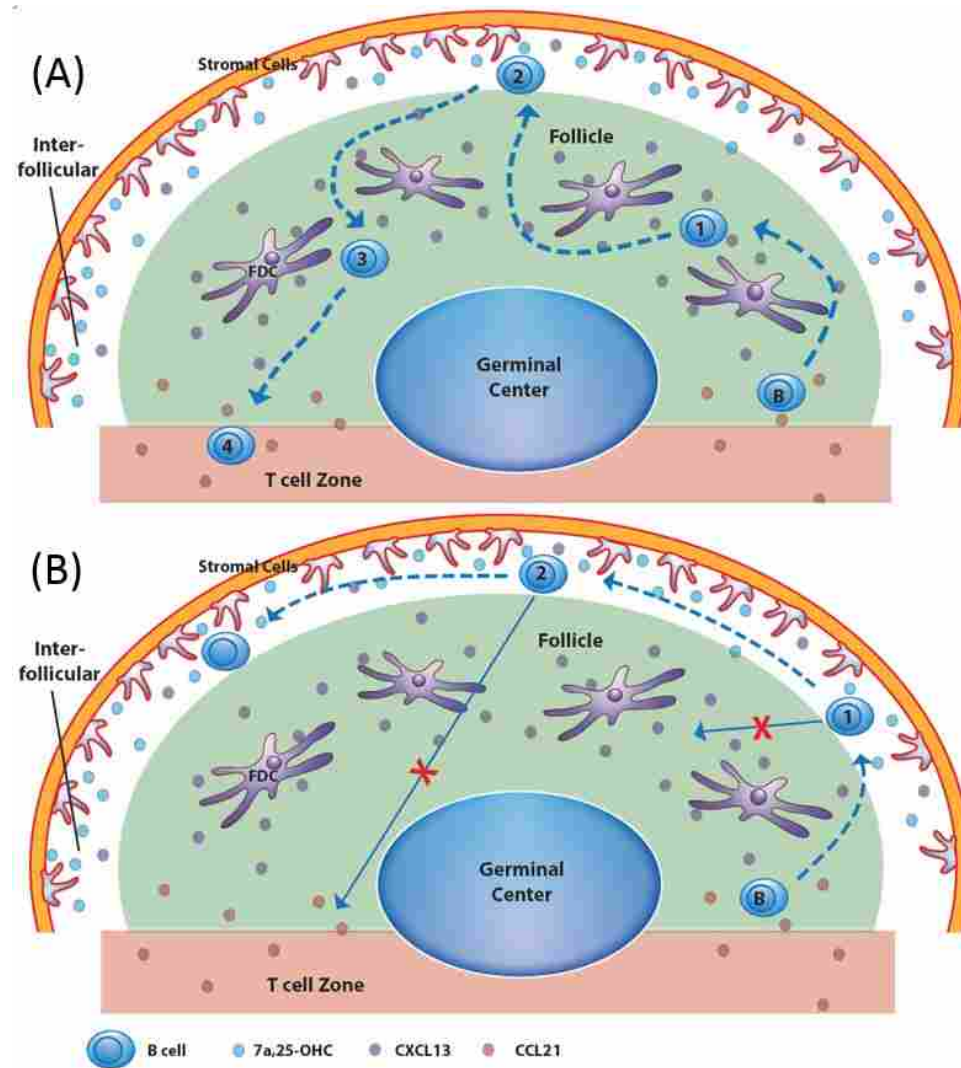 (A)
Stromal Cells
2
Inter-
follicular
Follicle
1
3
FDC
Germinal
Center
B
4
T cell Zone
(B)
Stromal Cells
2
Inter-
follicular
Follicle
1
X
X
FDC
Germinal
Center
B
T cell Zone
B cell 7a,25-OHC CXCL13 CCL21